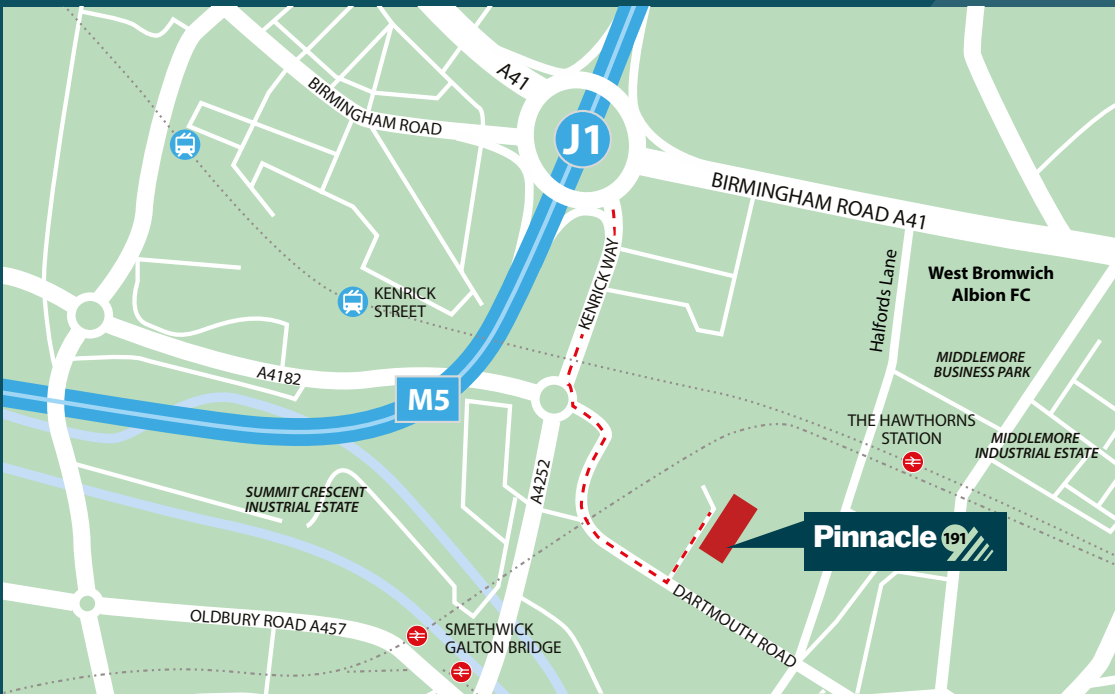 A41
BIRMINGHAM ROAD
J1
BIRMINGHAM ROAD A41
KENRICK WAY
Halfords Lane
West Bromwich
Albion FC
KENRICK
STREET
MIDDLEMORE
BUSINESS PARK
A4182
M5
THE HAWTHORNS
STATION
MIDDLEMORE
INDUSTRIAL ESTATE
A4252
SUMMIT CRESCENT
INUSTRIAL ESTATE
Pinnacle 191
DARTMOUTH ROAD
OLDBURY ROAD A457
SMETHWICK
GALTON BRIDGE